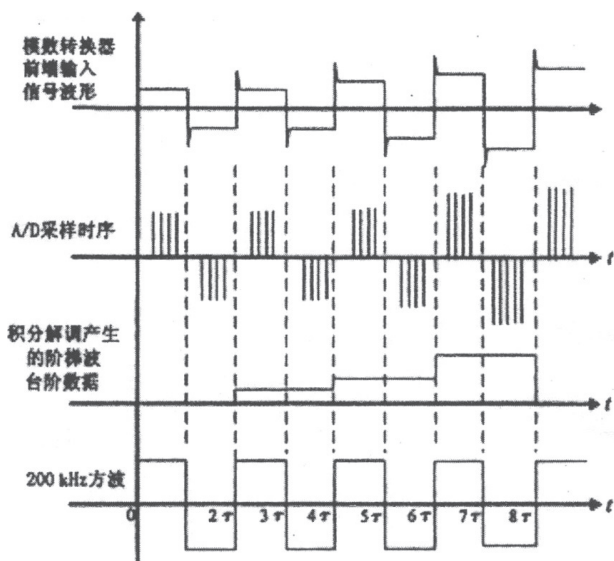 模数转换器
前端输入
信号波形
A/D采样时序
t
积分解调产生
的阶梯波
台阶数据
t
200 kHz方波
0
2τ
3τ
4τ
5τ
6τ
7τ
8τ
t